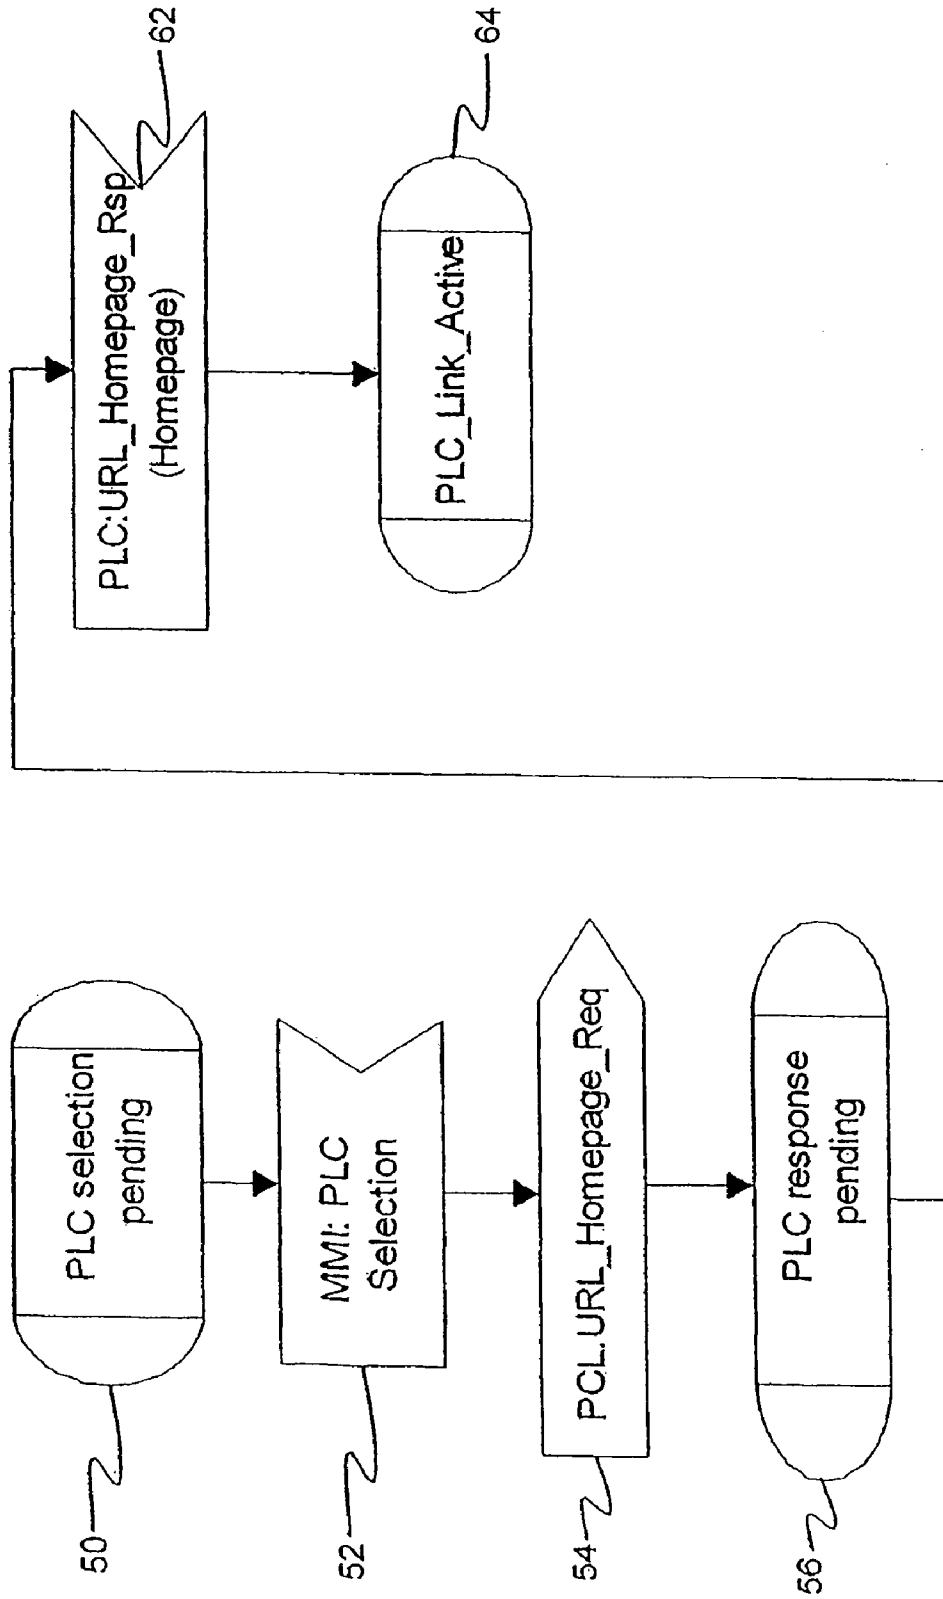 50
PLC selection
pending
52
MMI: PLC
Selection
54
PCL.URL_Homepage_Req
56
PLC response
pending
62
PLC:URL_Homepage_Rsp
(Homepage)
64
PLC_Link_Active